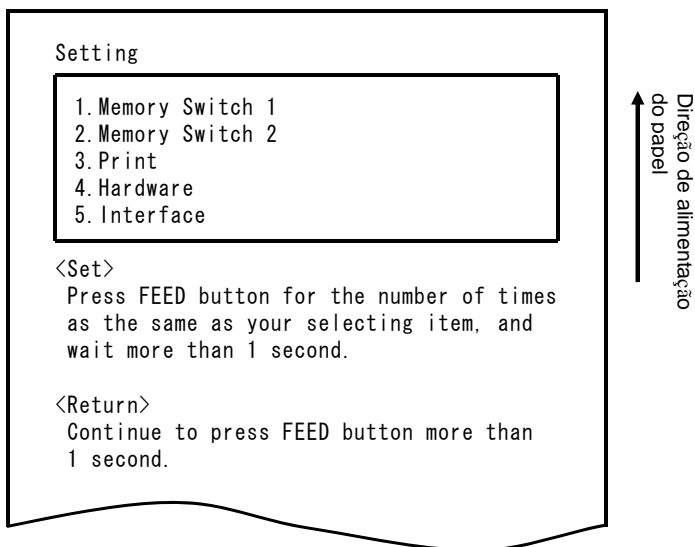 Setting
1.Memory Switch 1
2.Memory Switch 2
3.Print
4.Hardware
5.Interface
<Set>
Press FEED button for the number of times
as the same as your selecting item, and
wait more than 1 second.
<Return>
Continue to press FEED button more than
1 second.
Direção de alimentação
do papel